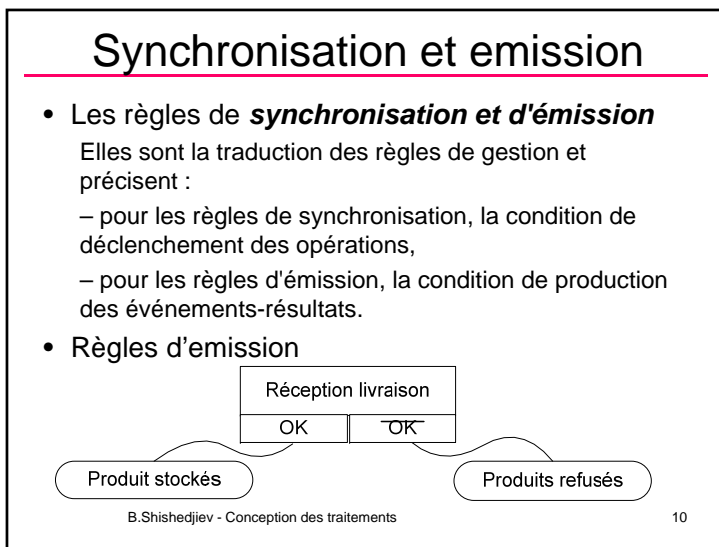 Synchronisation et emission
• Les règles de synchronisation et d'émission
Elles sont la traduction des règles de gestion et
précisent :
– pour les règles de synchronisation, la condition de
déclenchement des opérations,
– pour les règles d'émission, la condition de production
des événements-résultats.
• Règles d’emission
Réception livraison
OK
O̅K̅
Produit stockés
Produits refusés
B.Shishedjiev - Conception des traitements
10